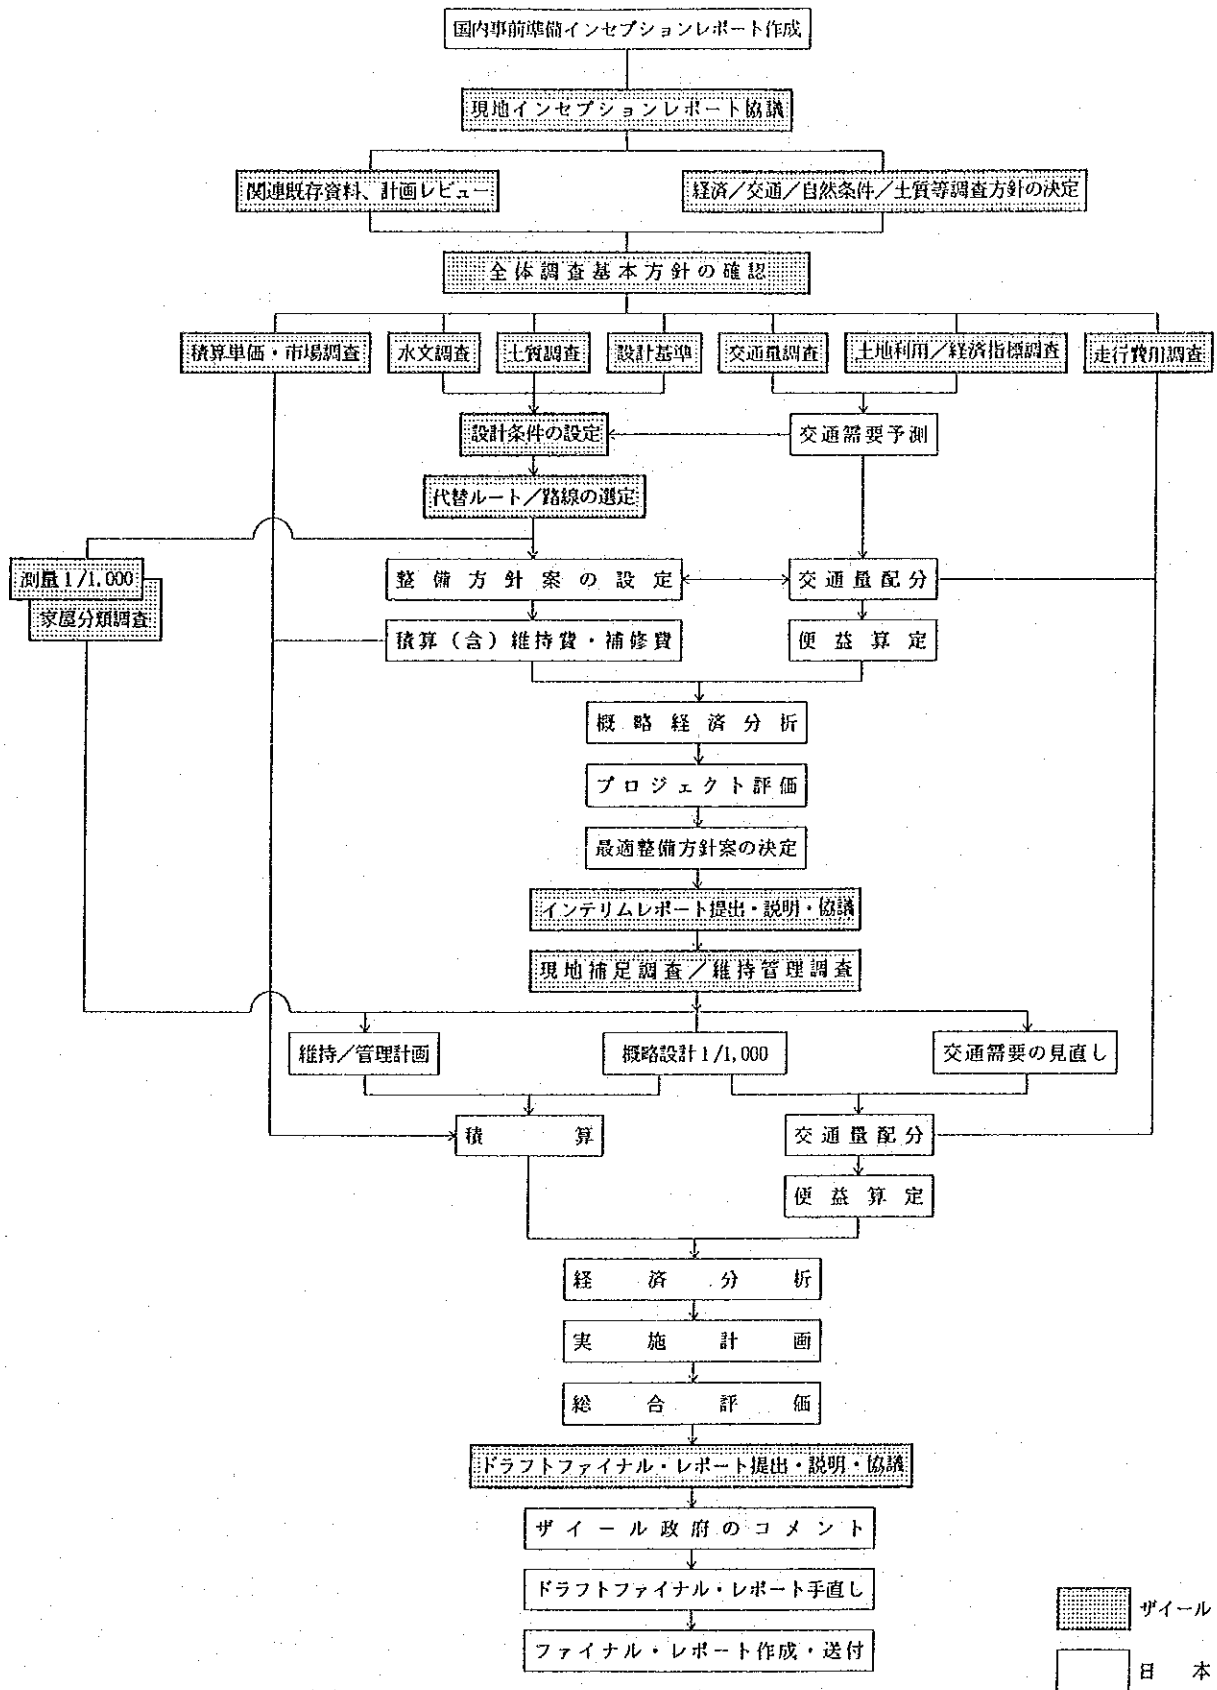 国内事前準備インセプションレポート作成
現地インセプションレポート協議
関連既存資料、計画レビュー
経済／交通／自然条件／土質等調査方針の決定
全体調査基本方針の確認
積算単価・市場調査
水文調査
土質調査
設計基準
交通量調査
土地利用／経済指標調査
走行費用調査
設計条件の設定
交通需要予測
代替ルート／路線の選定
測量1/1,000
家屋分類調査
整備方針案の設定
交通量配分
積算（含）維持費・補修費
便益算定
概略経済分折
プロジェクト評価
最適整備方針案の決定
インテリムレポート提出・説明・協議
現地補足調査／維持管理調査
維持／管理計画
概略設計1/1,000
交通需要の見直し
積算
交通量配分
便益算定
経済分折
実施計画
総合評価
ドラフトファイナル・レポート提出・説明・協議
ザイール政府のコメント
ドラフトファイナル・レポート手直し
ファイナル・レポート作成・送付
ザイール
日本